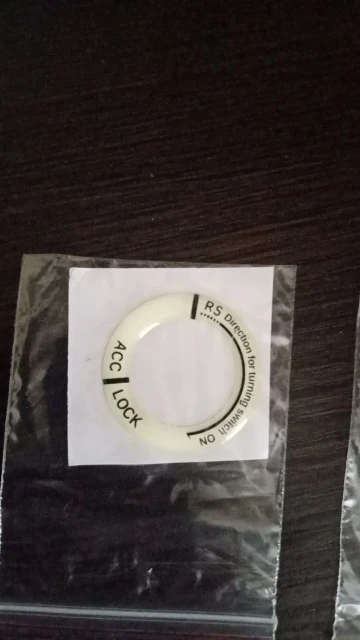 LOCK
ACC
RS Direction for turning switch ON